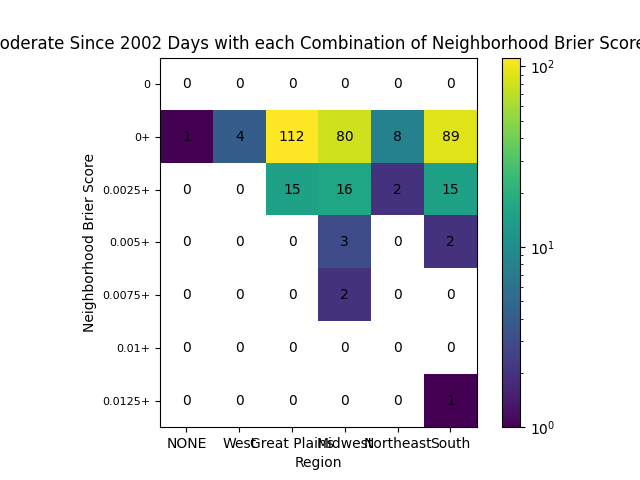 oderate Since 2002 Days with each Combination of Neighborhood Brier Score
Neighborhood Brier Score
0 0 0 0 0 0 0
0+ 1 4 112 80 8 89
0.0025+ 0 0 15 16 2 15
0.005+ 0 0 0 3 0 2
0.0075+ 0 0 0 2 0 0
0.01+ 0 0 0 0 0 0
0.0125+ 0 0 0 0 0 1
NONE West Great Plains Midwest Northeast South
Region
10²
10¹
10⁰